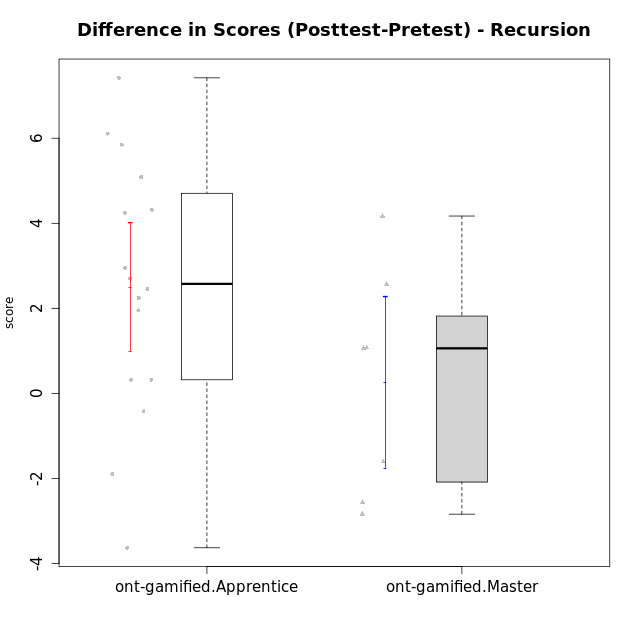 Difference in Scores (Posttest-Pretest) - Recursion
score
6
4
2
0
-2
-4
ont-gamified.Apprentice
ont-gamified.Master